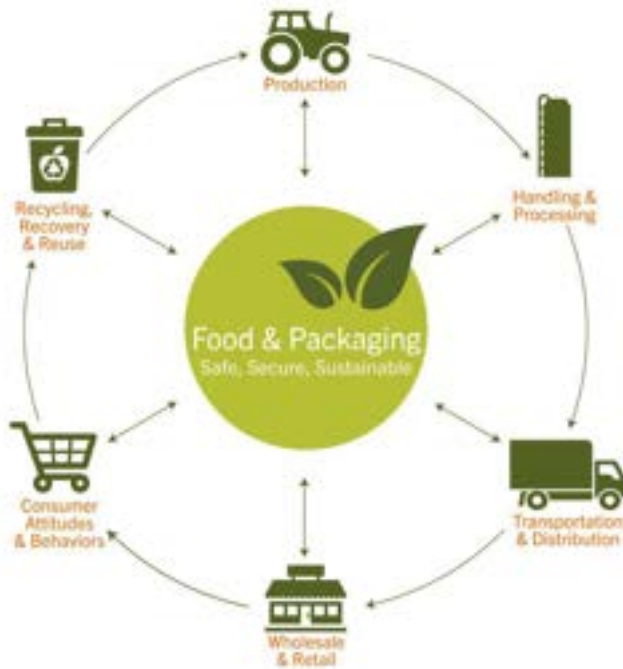 Production
Handling &
Processing
Transportation
& Distribution
Wholesale
& Retail
Consumer
Attitudes
& Behaviors
Recycling,
Recovery
& Reuse
Food & Packaging
Safe, Secure, Sustainable